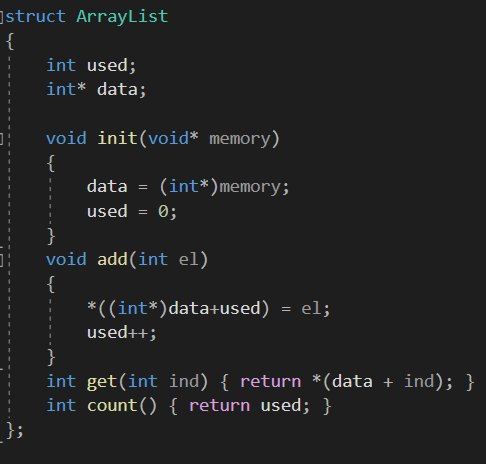 struct ArrayList
{
    int used;
    int* data;

    void init(void* memory)
    {
        data = (int*)memory;
        used = 0;
    }
    void add(int el)
    {
        *((int*)data+used) = el;
        used++;
    }
    int get(int ind) { return *(data + ind); }
    int count() { return used; }
};